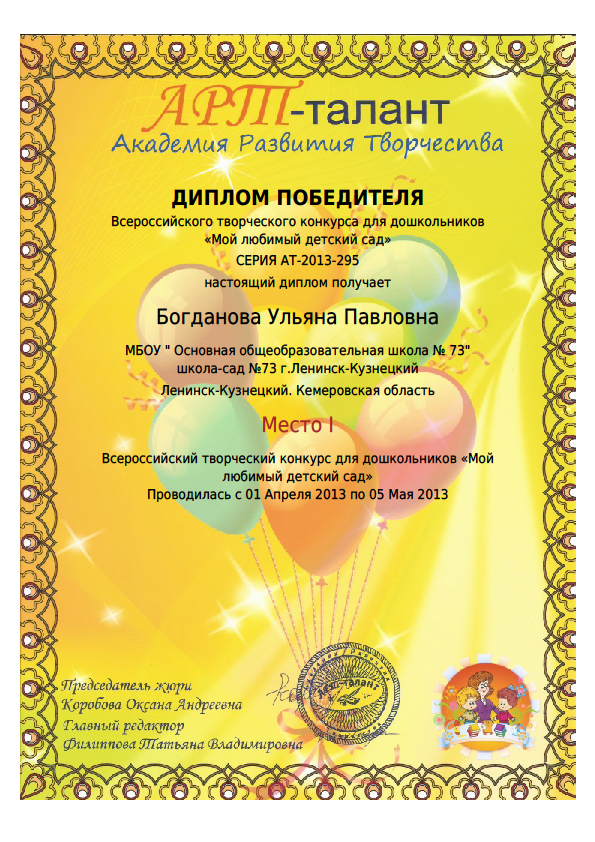 АРТ-талант
Академия Развития Творчества
ДИПЛОМ ПОБЕДИТЕЛЯ
Всероссийского творческого конкурса для дошкольников
«Мой любимый детский сад»
СЕРИЯ АТ-2013-295
настоящий диплом получает
Богданова Ульяна Павловна
МБОУ " Основная общеобразовательная школа № 73"
школа-сад №73 г.Ленинск-Кузнецкий
Ленинск-Кузнецкий. Кемеровская область
Место I
Всероссийский творческий конкурс для дошкольников «Мой
любимый детский сад»
Проводилась с 01 Апреля 2013 по 05 Мая 2013
Председатель жюри
Коробова Оксана Андреевна
Главный редактор
Филиппова Татьяна Владимировна
АРТ-талант